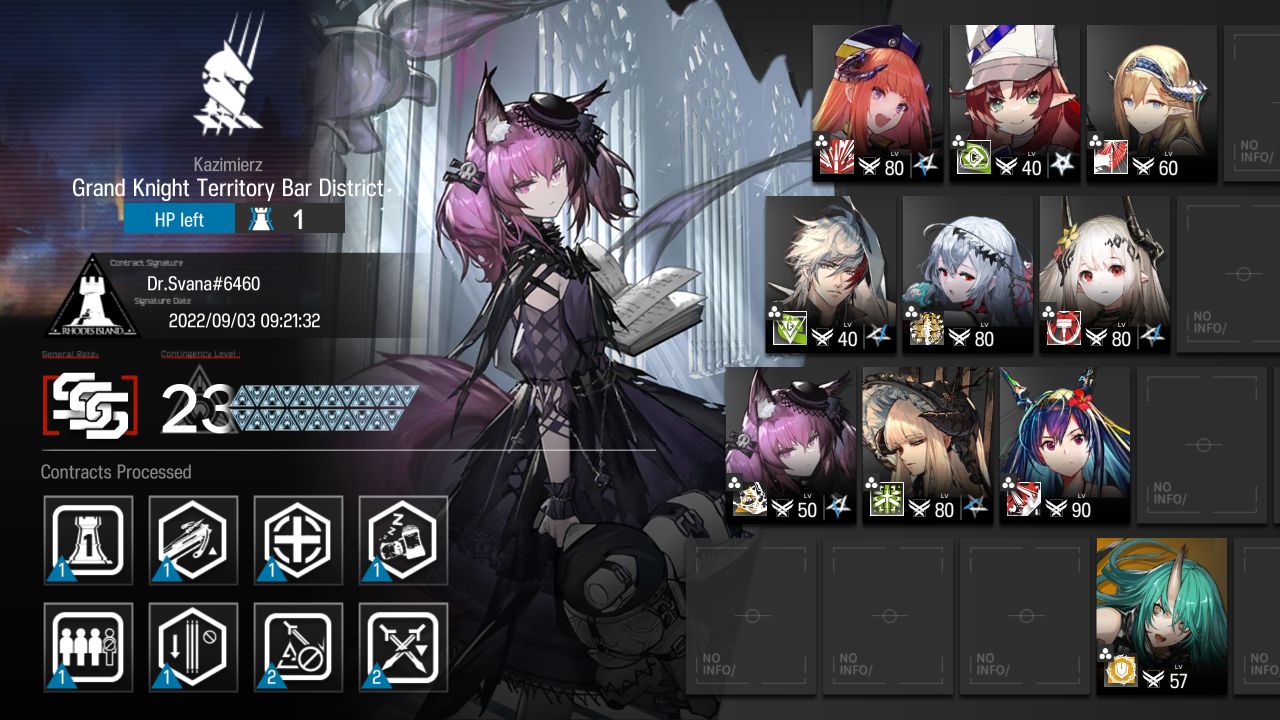 Kazimierz
Grand Knight Territory Bar District
HP left
1
Contract Signature
Dr.Svana#6460
Signature Date
2022/09/03 09:21:32
RHODES ISLAND
General Rate:
Contingency Level :
SSS
23
Contracts Processed
1
1
1
1
1
Z
Z
Z
1
1
2
2
LV
80
LV
40
LV
60
NO
INFO/
LV
40
LV
80
LV
80
NO
INFO/
LV
50
LV
80
LV
90
NO
INFO/
NO
INFO/
NO
INFO/
NO
INFO/
LV
57
NO
INFO/